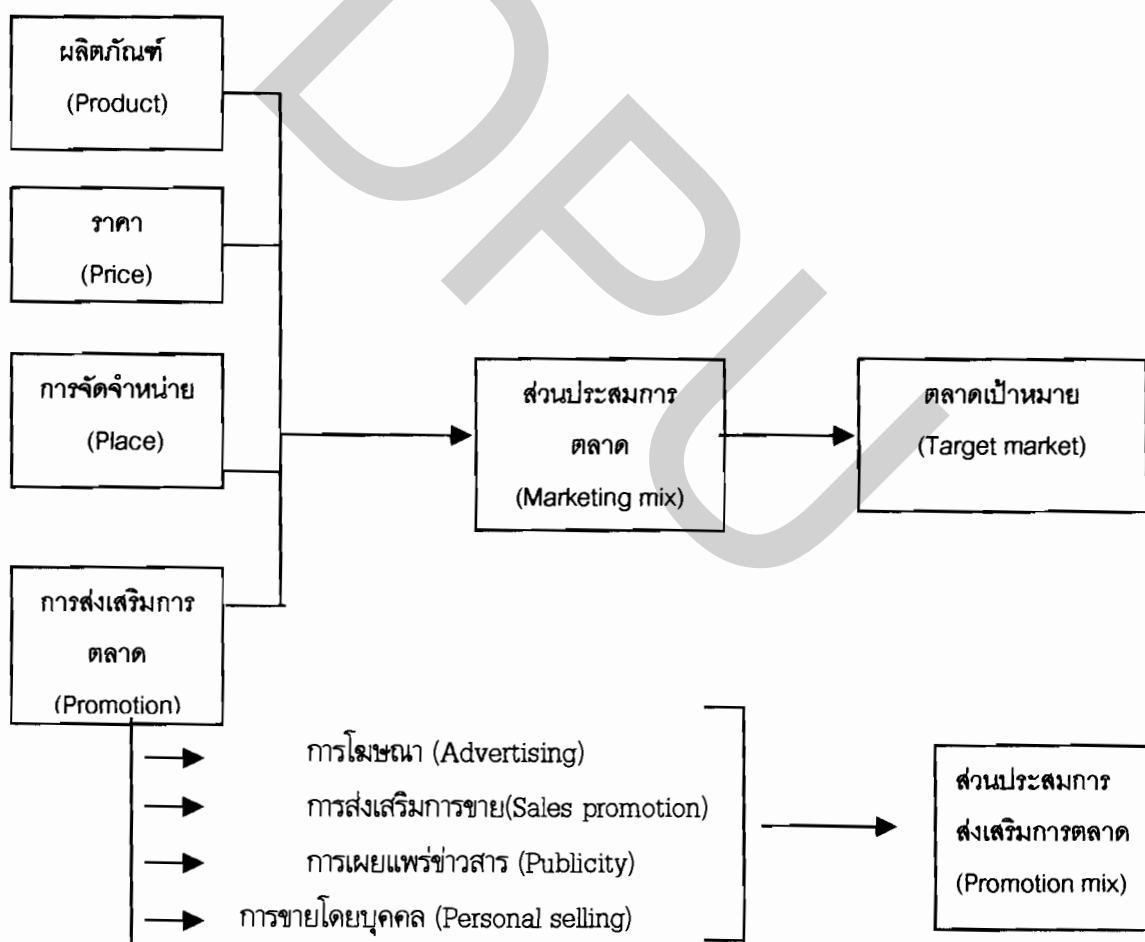 ผลิตภัณฑ์
(Product)
ราคา
(Price)
การจัดจำหน่าย
(Place)
ส่วนประสมการ
ตลาด
(Marketing mix)
ตลาดเป้าหมาย
(Target market)
การส่งเสริมการ
ตลาด
(Promotion)
การโฆษณา (Advertising)
การส่งเสริมการขาย(Sales promotion)
การเผยแพร่ข่าวสาร (Publicity)
การขายโดยบุคคล (Personal selling)
ส่วนประสมการ
ส่งเสริมการตลาด
(Promotion mix)
DPU